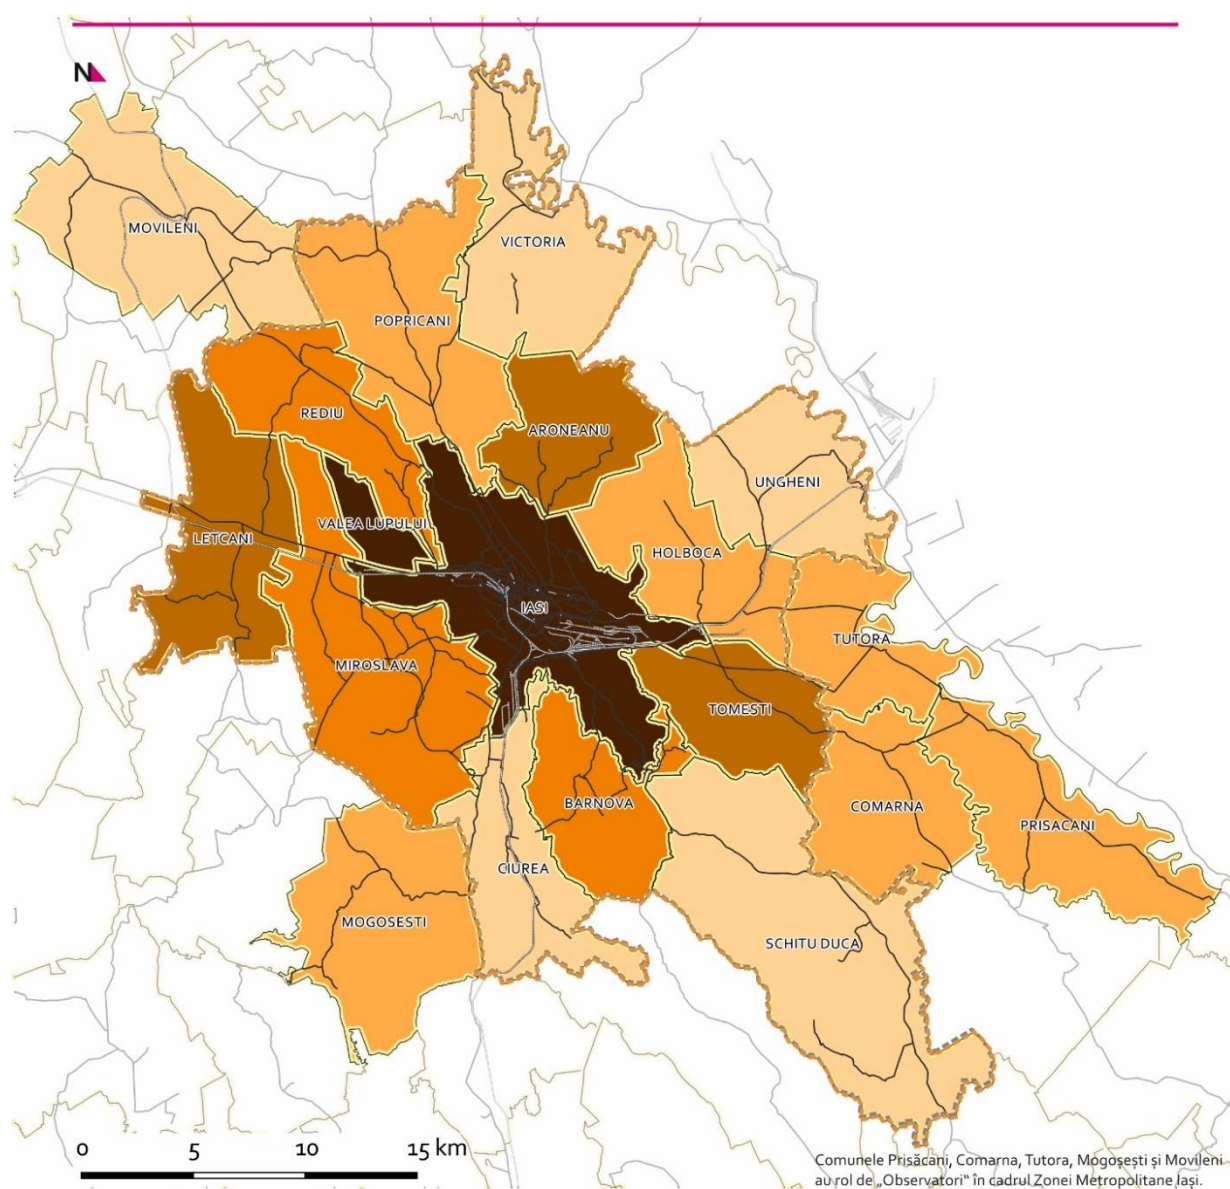 N
MOVILENI
VICTORIA
POPRICANI
REDIU
ARONEANU
UNGHENI
VALEA LUPULUI
LETCANI
HOLBOCA
IASI
TUTORA
MIROSLAVA
TOMESTI
BARNOVA
COMARNA
PRISACANI
CIUREA
MOGOSESTI
SCHITU DUCA
0 5 10 15 km
Comunele Prisăcani, Comarna, Tutora, Mogoșești și Movileni
au rol de „Observatori“ în cadrul Zonei Metropolitane Iași.